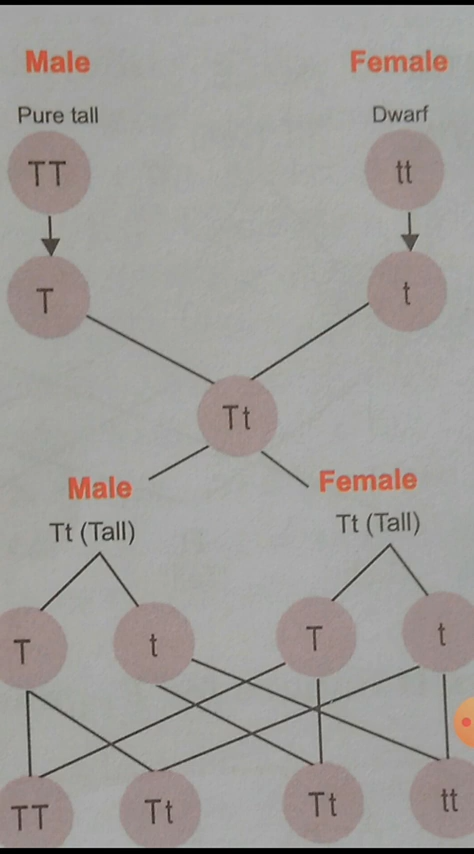 Male Female
Pure tall Dwarf
TT tt
T t
Tt
Male Female
Tt (Tall) Tt (Tall)
T t T t
TT Tt Tt tt